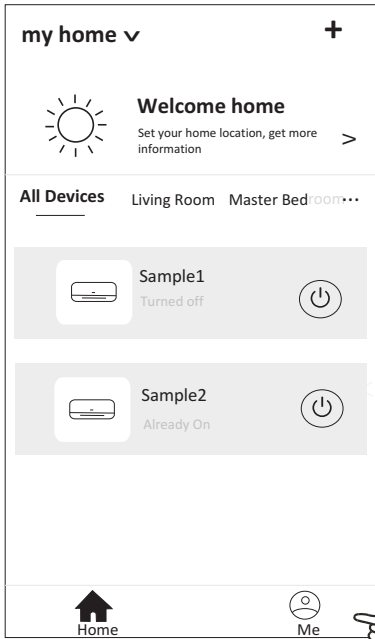 my home
+
Welcome home
Set your home location, get more
information
>
All Devices Living Room Master Bedroom ...
Sample1
Turned off
Sample2
Already On
Home Me